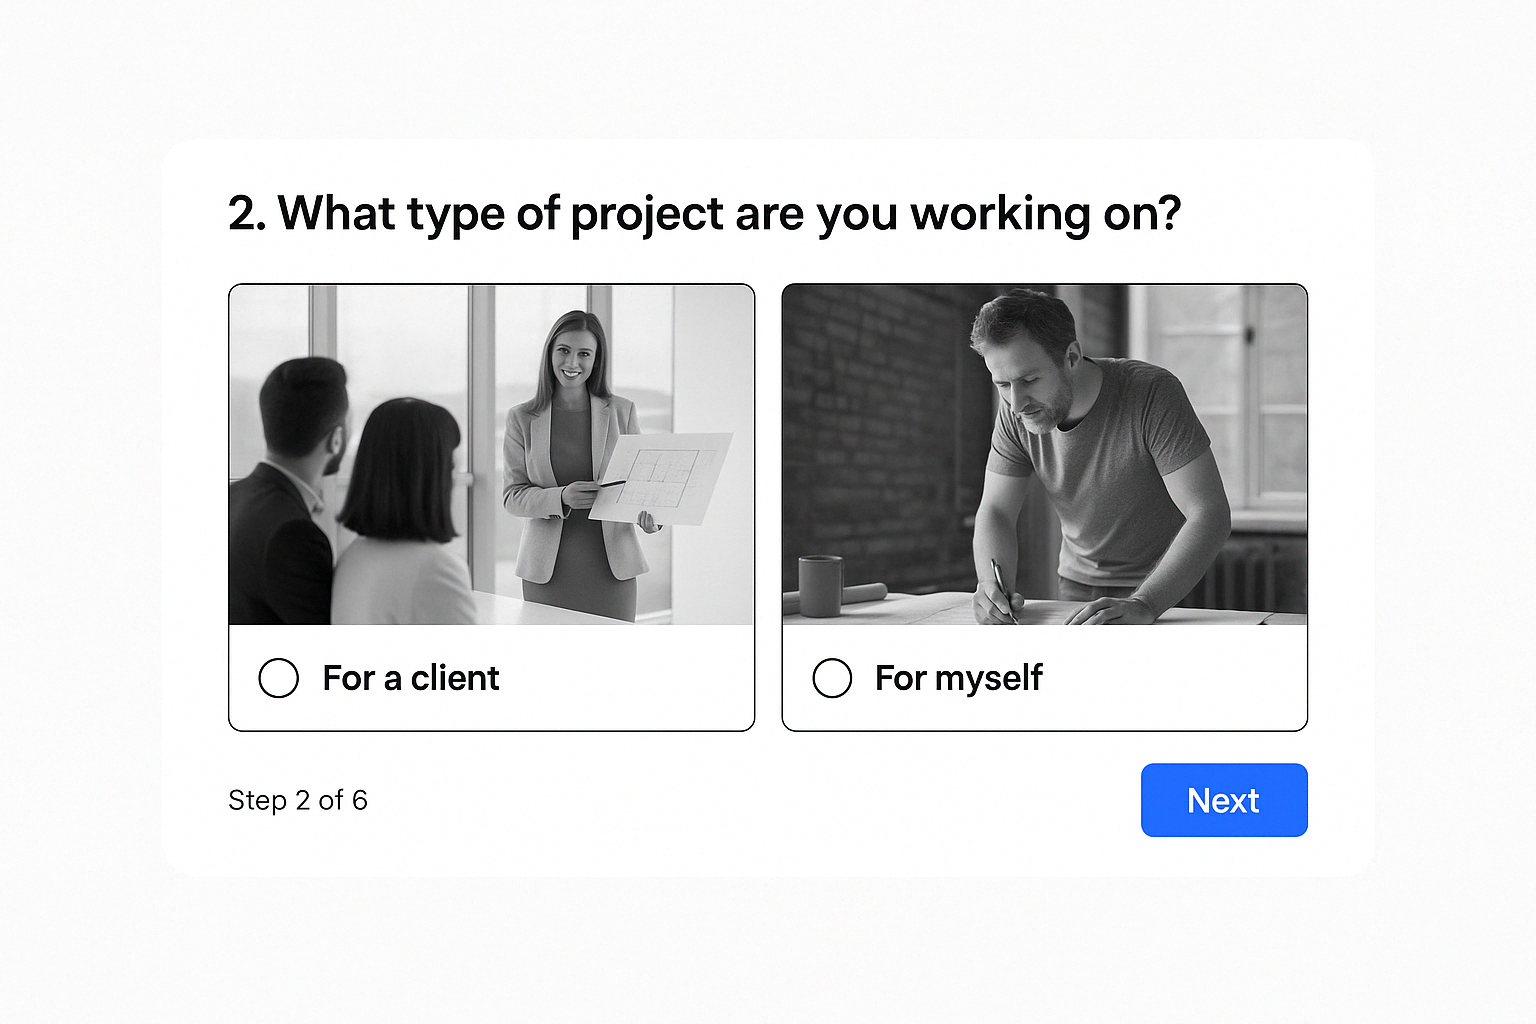 2. What type of project are you working on?
For a client
For myself
Step 2 of 6
Next